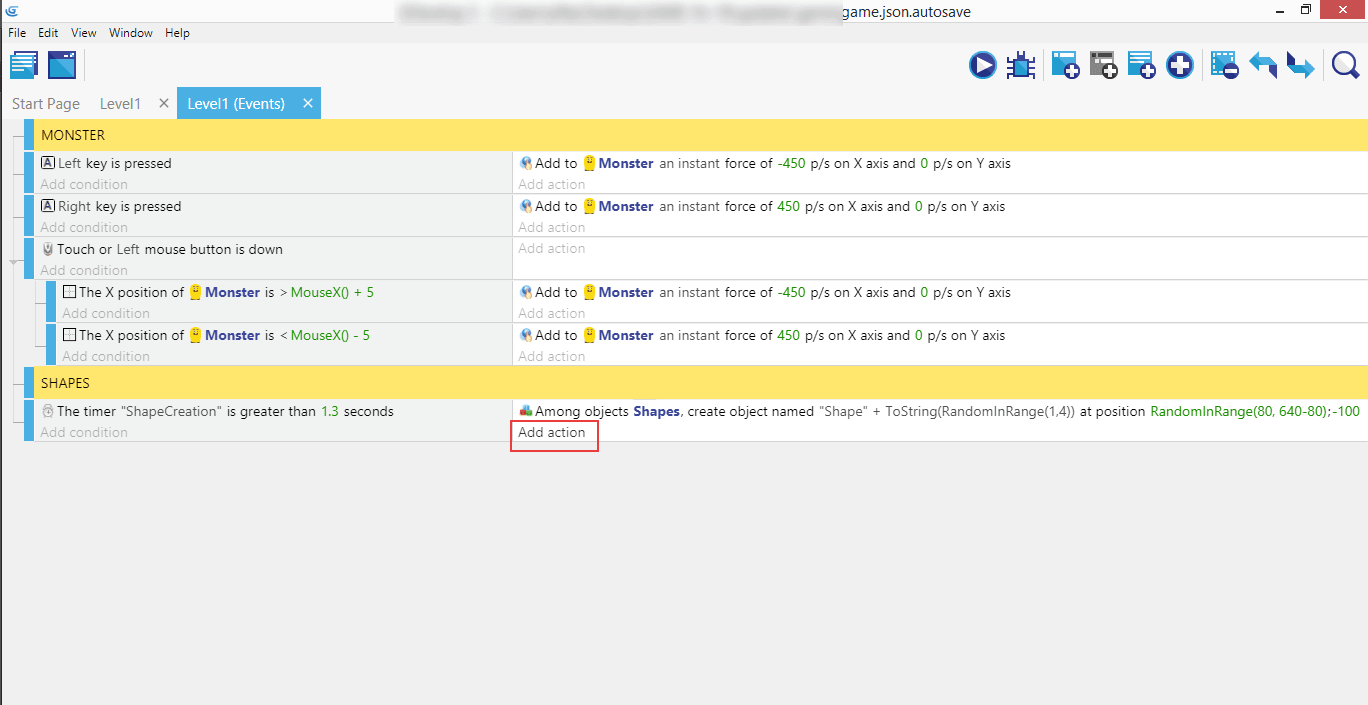 game.json.autosave
File Edit View Window Help
Start Page Level1 × Level1 (Events) ×
MONSTER
Left key is pressed
Add to Monster an instant force of -450 p/s on X axis and 0 p/s on Y axis
Add condition
Add action
Right key is pressed
Add to Monster an instant force of 450 p/s on X axis and 0 p/s on Y axis
Add condition
Add action
Touch or Left mouse button is down
Add action
Add condition
The X position of Monster is > MouseX() + 5
Add to Monster an instant force of -450 p/s on X axis and 0 p/s on Y axis
Add condition
Add action
The X position of Monster is < MouseX() - 5
Add to Monster an instant force of 450 p/s on X axis and 0 p/s on Y axis
Add condition
Add action
SHAPES
The timer "ShapeCreation" is greater than 1.3 seconds
Among objects Shapes, create object named "Shape" + ToString(RandomInRange(1,4)) at position RandomInRange(80, 640-80);-100
Add condition
Add action